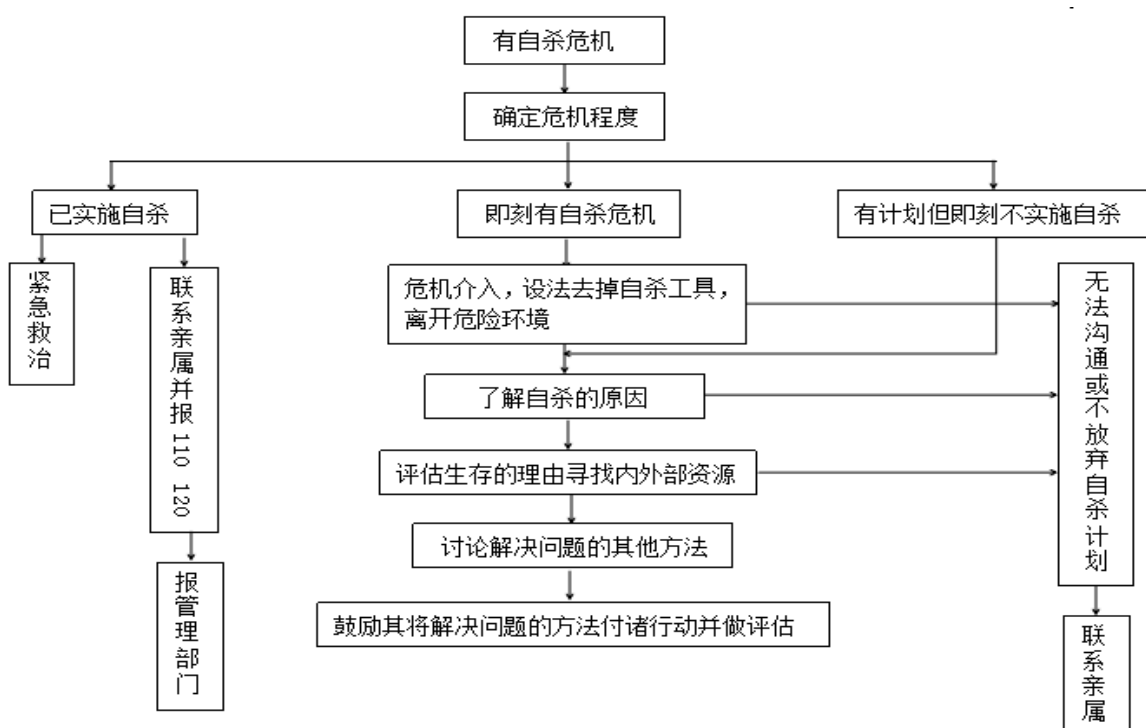 有自杀危机
确定危机程度
已实施自杀
即刻有自杀危机
有计划但即刻不实施自杀
紧急救治
联系亲属并报 110 120
报管理部门
危机介入，设法去掉自杀工具，
离开危险环境
了解自杀的原因
评估生存的理由寻找内外部资源
讨论解决问题的其他方法
鼓励其将解决问题的方法付诸行动并做评估
无法沟通或不放弃自杀计划
联系亲属